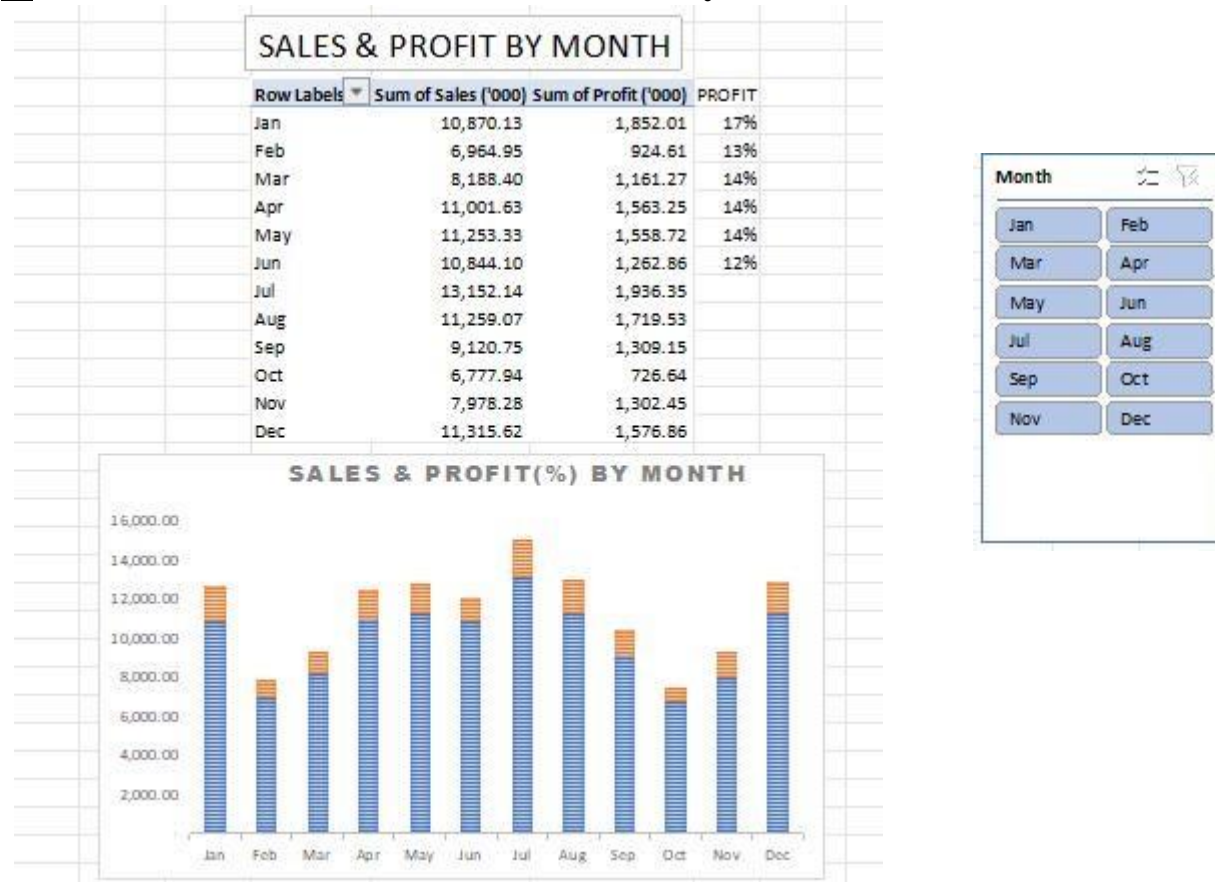 SALES & PROFIT BY MONTH
Row Labels Sum of Sales ('000) Sum of Profit ('000) PROFIT
Jan 10,870.13 1,852.01 17%
Feb 6,964.95 924.61 13%
Mar 8,188.40 1,161.27 14%
Apr 11,001.63 1,563.25 14%
May 11,253.33 1,558.72 14%
Jun 10,844.10 1,262.86 12%
Jul 13,152.14 1,936.35
Aug 11,259.07 1,719.53
Sep 9,120.75 1,309.15
Oct 6,777.94 726.64
Nov 7,978.28 1,302.45
Dec 11,315.62 1,576.86
Month
Jan Feb
Mar Apr
May Jun
Jul Aug
Sep Oct
Nov Dec
SALES & PROFIT(%) BY MONTH
16,000.00
14,000.00
12,000.00
10,000.00
8,000.00
6,000.00
4,000.00
2,000.00
Jan Feb Mar Apr May Jun Jul Aug Sep Oct Nov Dec